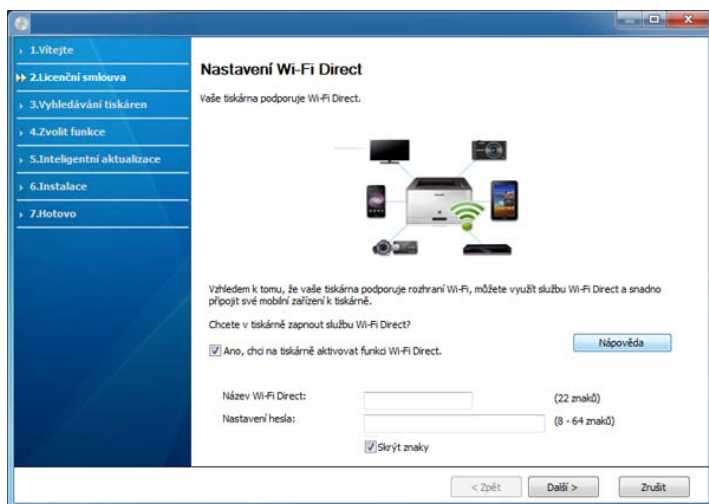 1.Vítejte
2.Licenční smlouva
3.Vyhledávání tiskáren
4.Zvolit funkce
5.Inteligentní aktualizace
6.Instalace
7.Hotovo
Nastavení Wi-Fi Direct
Vaše tiskárna podporuje Wi-Fi Direct.
Vzhledem k tomu, že vaše tiskárna podporuje rozhraní Wi-Fi, můžete využít službu Wi-Fi Direct a snadno
připojit své mobilní zařízení k tiskárně.
Chcete v tiskárně zapnout službu Wi-Fi Direct?
Ano, chci na tiskárně aktivovat funkci Wi-Fi Direct.
Nápověda
Název Wi-Fi Direct: (22 znaků)
Nastavení hesla: (8 - 64 znaků)
Skrýt znaky
< Zpět Další > Zrušit